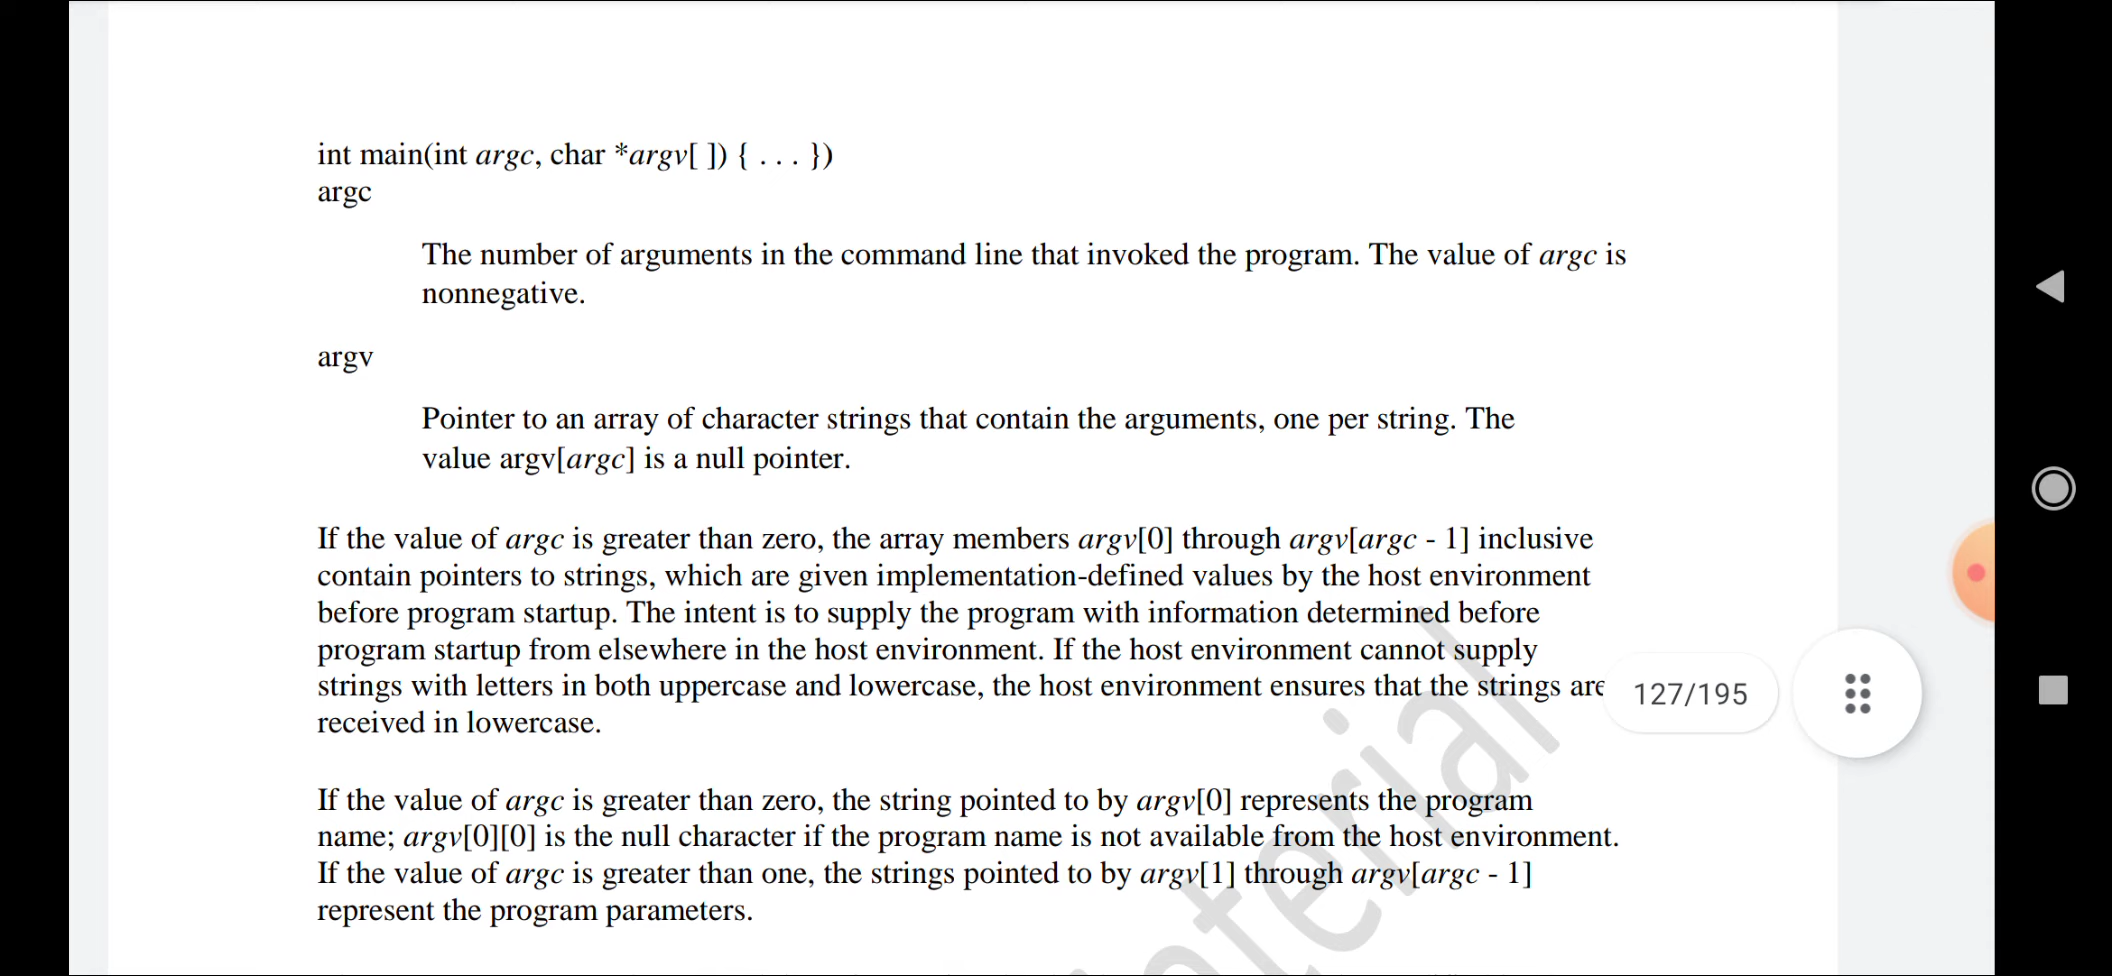 int main(int argc, char *argv[ ]) { . . . })
argc
The number of arguments in the command line that invoked the program. The value of argc is
nonnegative.
argv
Pointer to an array of character strings that contain the arguments, one per string. The
value argv[argc] is a null pointer.
If the value of argc is greater than zero, the array members argv[0] through argv[argc - 1] inclusive
contain pointers to strings, which are given implementation-defined values by the host environment
before program startup. The intent is to supply the program with information determined before
program startup from elsewhere in the host environment. If the host environment cannot supply
strings with letters in both uppercase and lowercase, the host environment ensures that the strings are
received in lowercase.
127/195
If the value of argc is greater than zero, the string pointed to by argv[0] represents the program
name; argv[0][0] is the null character if the program name is not available from the host environment.
If the value of argc is greater than one, the strings pointed to by argv[1] through argv[argc - 1]
represent the program parameters.